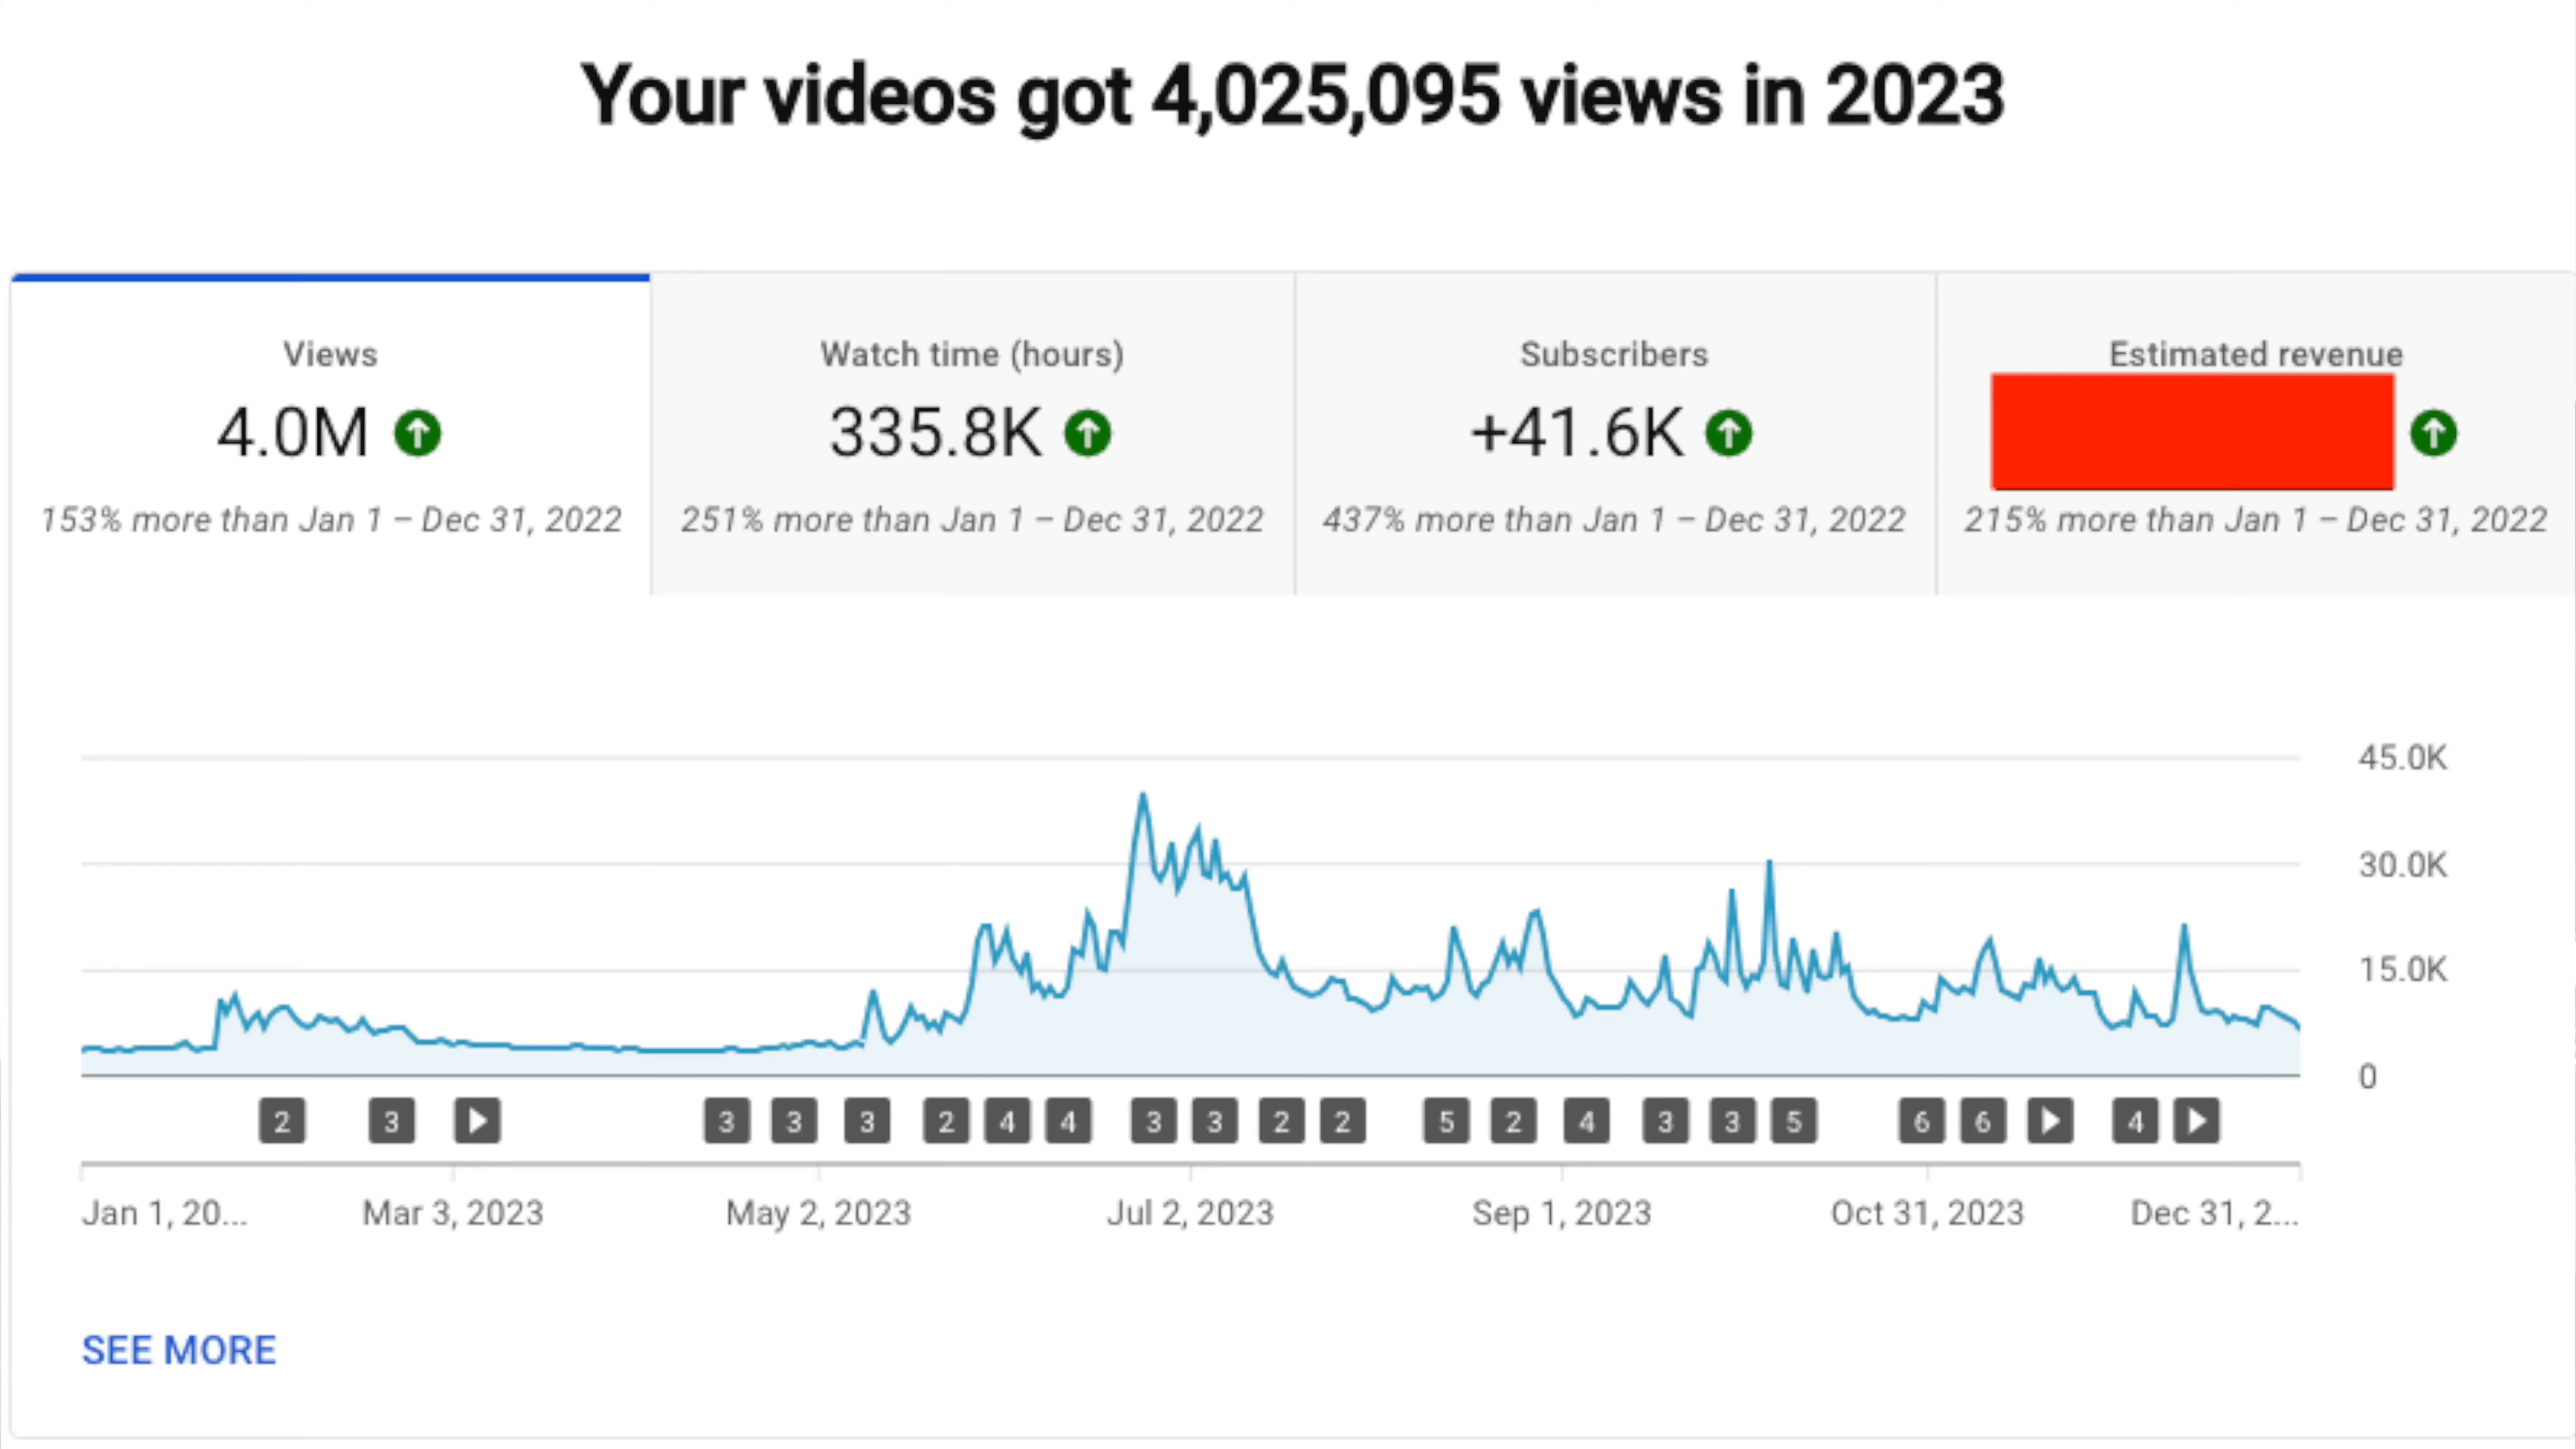 Your videos got 4,025,095 views in 2023
Views
4.0M
153% more than Jan 1 – Dec 31, 2022
Watch time (hours)
335.8K
251% more than Jan 1 – Dec 31, 2022
Subscribers
+41.6K
437% more than Jan 1 – Dec 31, 2022
Estimated revenue
215% more than Jan 1 – Dec 31, 2022
45.0K
30.0K
15.0K
0
2 3 3 3 3 2 4 4 3 3 2 2 5 2 4 3 3 5 6 6 4
Jan 1, 20... Mar 3, 2023 May 2, 2023 Jul 2, 2023 Sep 1, 2023 Oct 31, 2023 Dec 31, 2...
SEE MORE